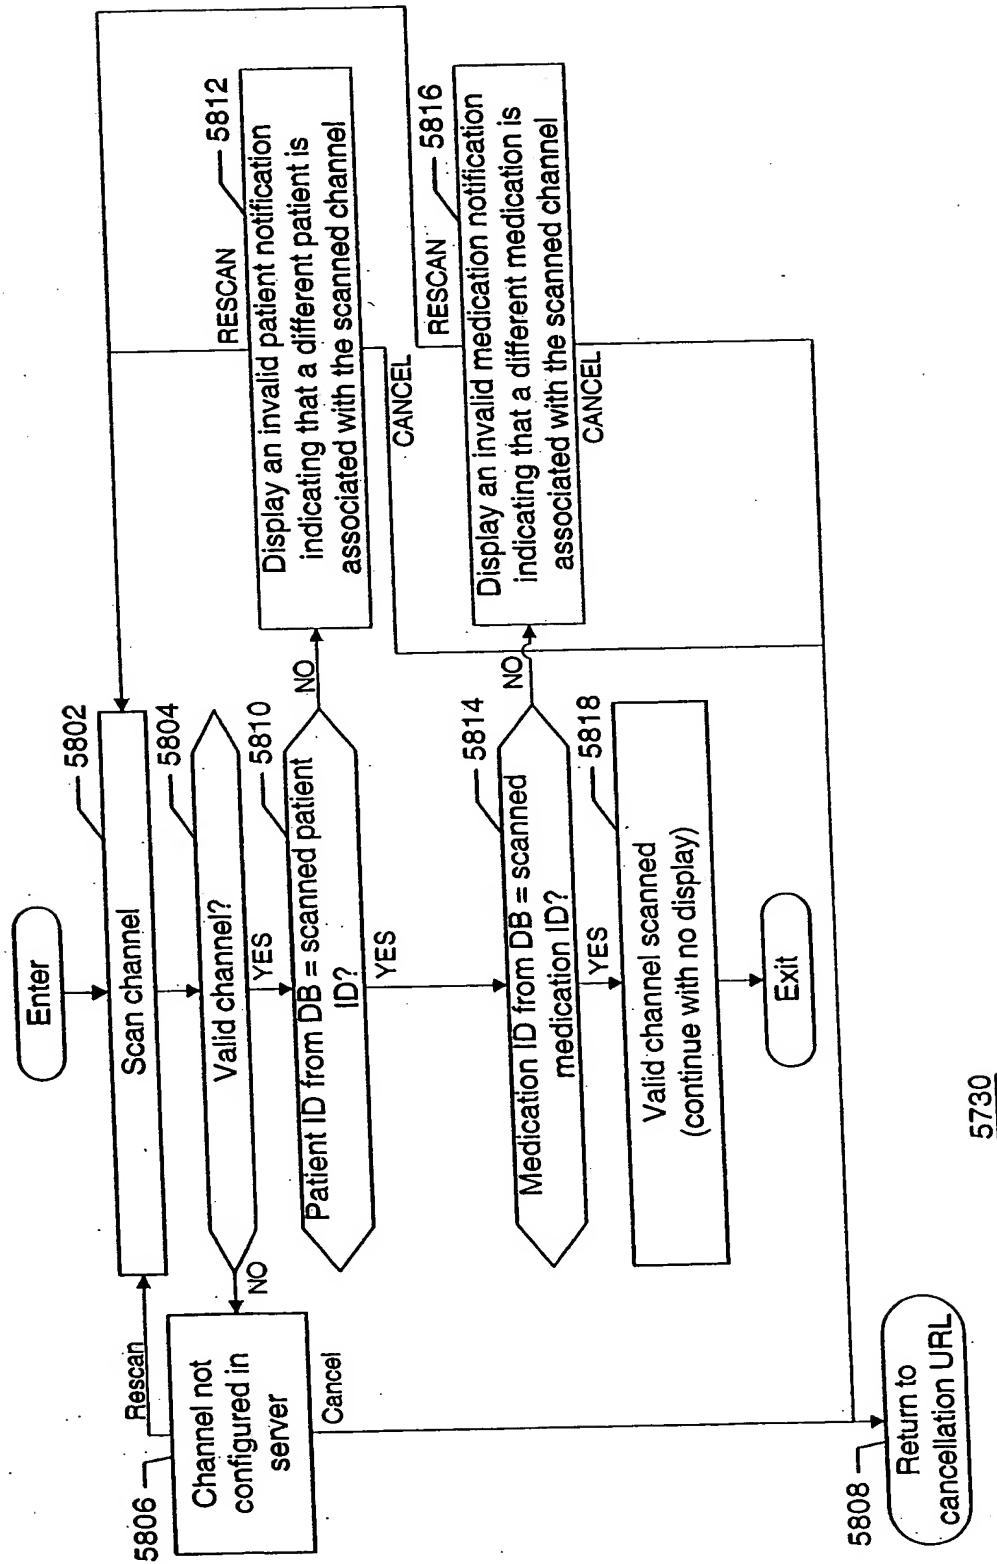 Enter
5802
Scan channel
5804
Valid channel?
Rescan
NO
YES
5806
Channel not
configured in
server
Cancel
5810
Patient ID from DB = scanned patient
ID?
NO
YES
RESCAN
5812
Display an invalid patient notification
indicating that a different patient is
associated with the scanned channel
CANCEL
5814
Medication ID from DB = scanned
medication ID?
NO
YES
RESCAN
5816
Display an invalid medication notification
indicating that a different medication is
associated with the scanned channel
CANCEL
5818
Valid channel scanned
(continue with no display)
Exit
5808
Return to
cancellation URL
5730